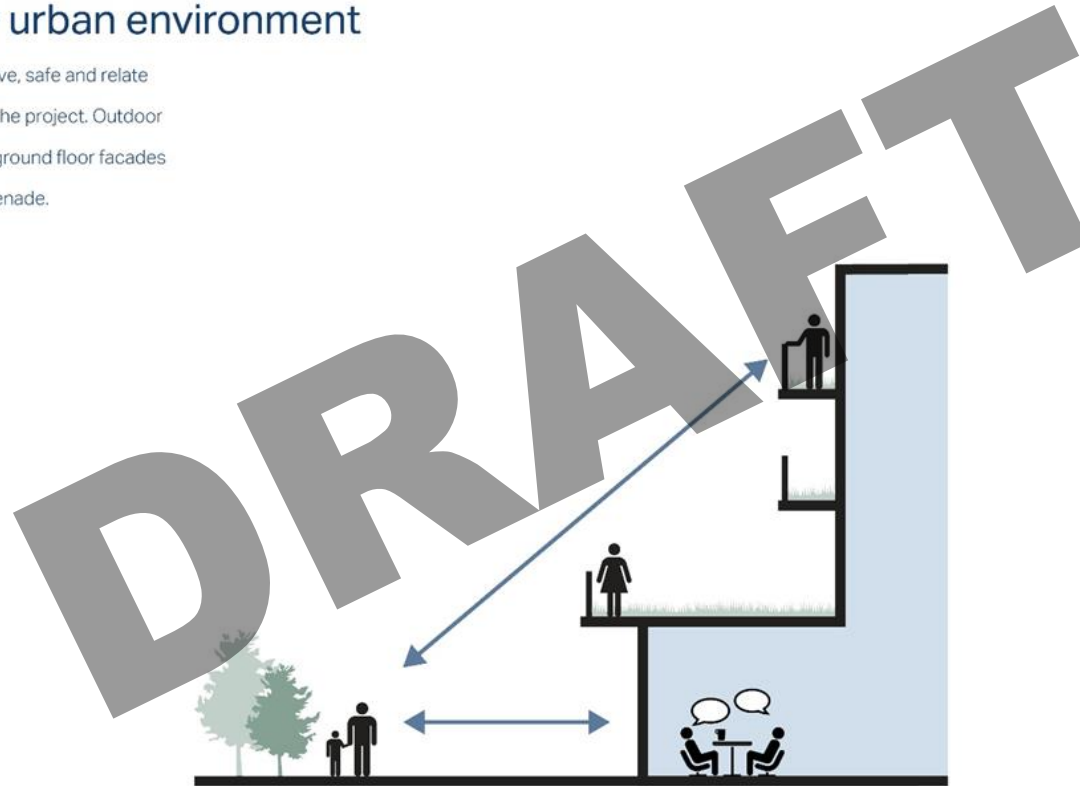 urban environment
ve, safe and relate
he project. Outdoor
ground floor facades
enade.
DRAFT